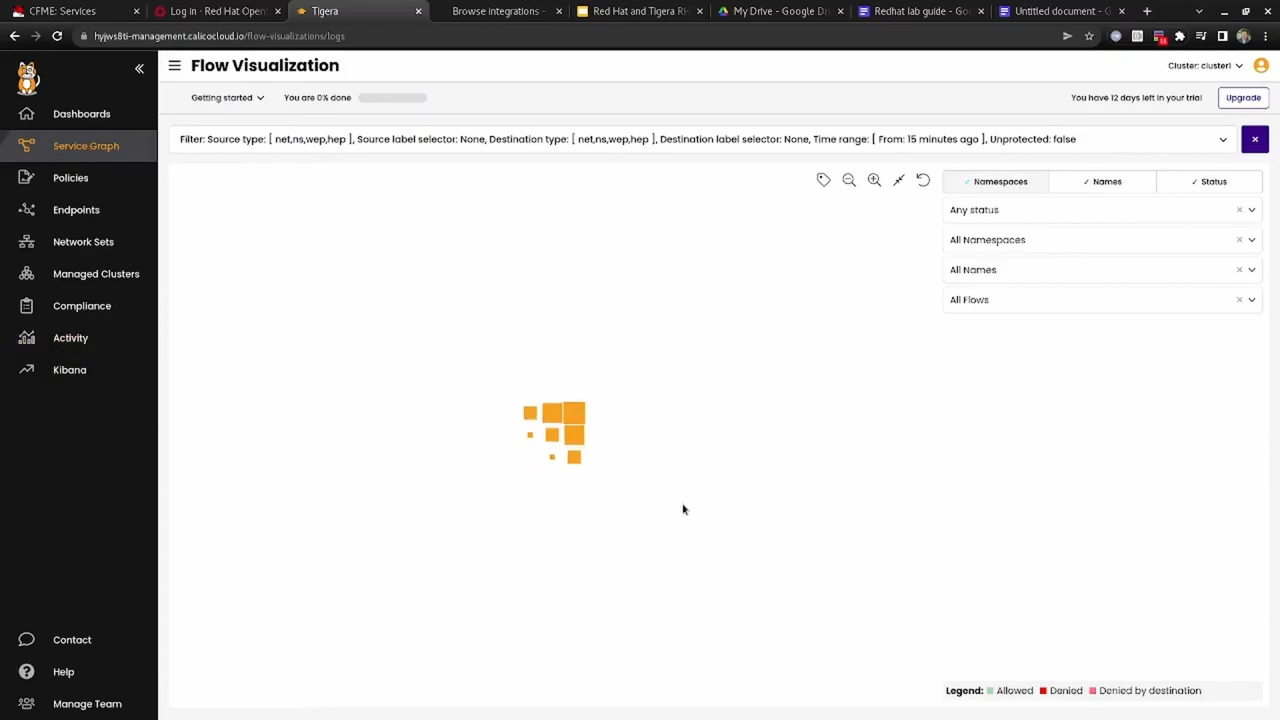 CFME: Services
Log in · Red Hat Open
Tigera
Browse Integrations -
Red Hat and Tigera R
My Drive - Google Dri
Redhat lab guide - Go
Untitled document - G
hyjwvs8ti-management.calicocloud.io/flow-visualizations/logs
Flow Visualization
Cluster: cluster1
Getting started
You are 0% done
You have 12 days left in your trial
Upgrade
Filter: Source type: [ net,ns,wep,hep ], Source label selector: None, Destination type: [ net,ns,wep,hep ], Destination label selector: None, Time range: [ From: 15 minutes ago ], Unprotected: false
Dashboards
Service Graph
Policies
Endpoints
Network Sets
Managed Clusters
Compliance
Activity
Kibana
Contact
Help
Manage Team
✓ Namespaces
✓ Names
✓ Status
Any status
All Namespaces
All Names
All Flows
Legend: Allowed Denied Denied by destination